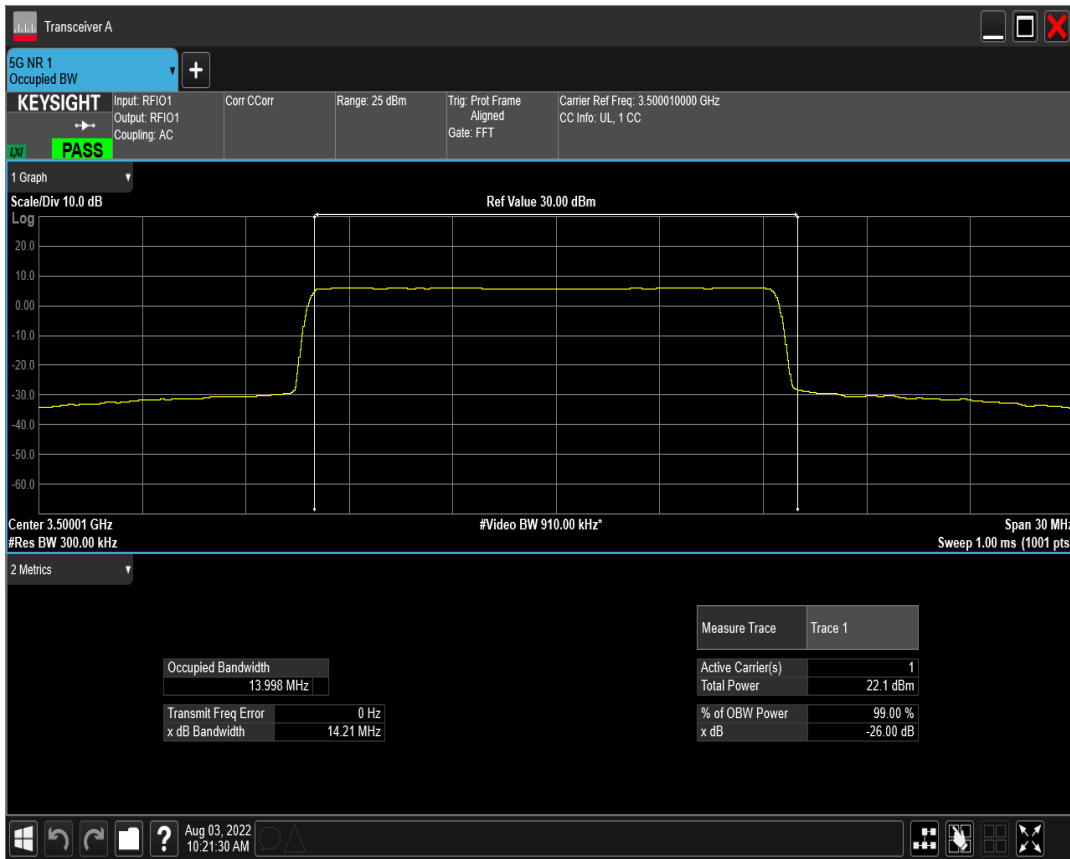 Transceiver A
5G NR 1
Occupied BW
KEYSIGHT
LXI
PASS
Input: RFIO1
Output: RFIO1
Coupling: AC
Corr CCorr
Range: 25 dBm
Trig: Prot Frame
Aligned
Gate: FFT
Carrier Ref Freq: 3.500010000 GHz
CC Info: UL, 1 CC
1 Graph
Scale/Div 10.0 dB
Ref Value 30.00 dBm
Log
20.0
10.0
0.00
-10.0
-20.0
-30.0
-40.0
-50.0
-60.0
Center 3.50001 GHz
#Video BW 910.00 kHz*
Span 30 MHz
#Res BW 300.00 kHz
Sweep 1.00 ms (1001 pts
2 Metrics
Measure Trace Trace 1
Occupied Bandwidth
13.998 MHz
Active Carrier(s) 1
Total Power 22.1 dBm
Transmit Freq Error 0 Hz
x dB Bandwidth 14.21 MHz
% of OBW Power 99.00 %
x dB -26.00 dB
?
Aug 03, 2022
10:21:30 AM